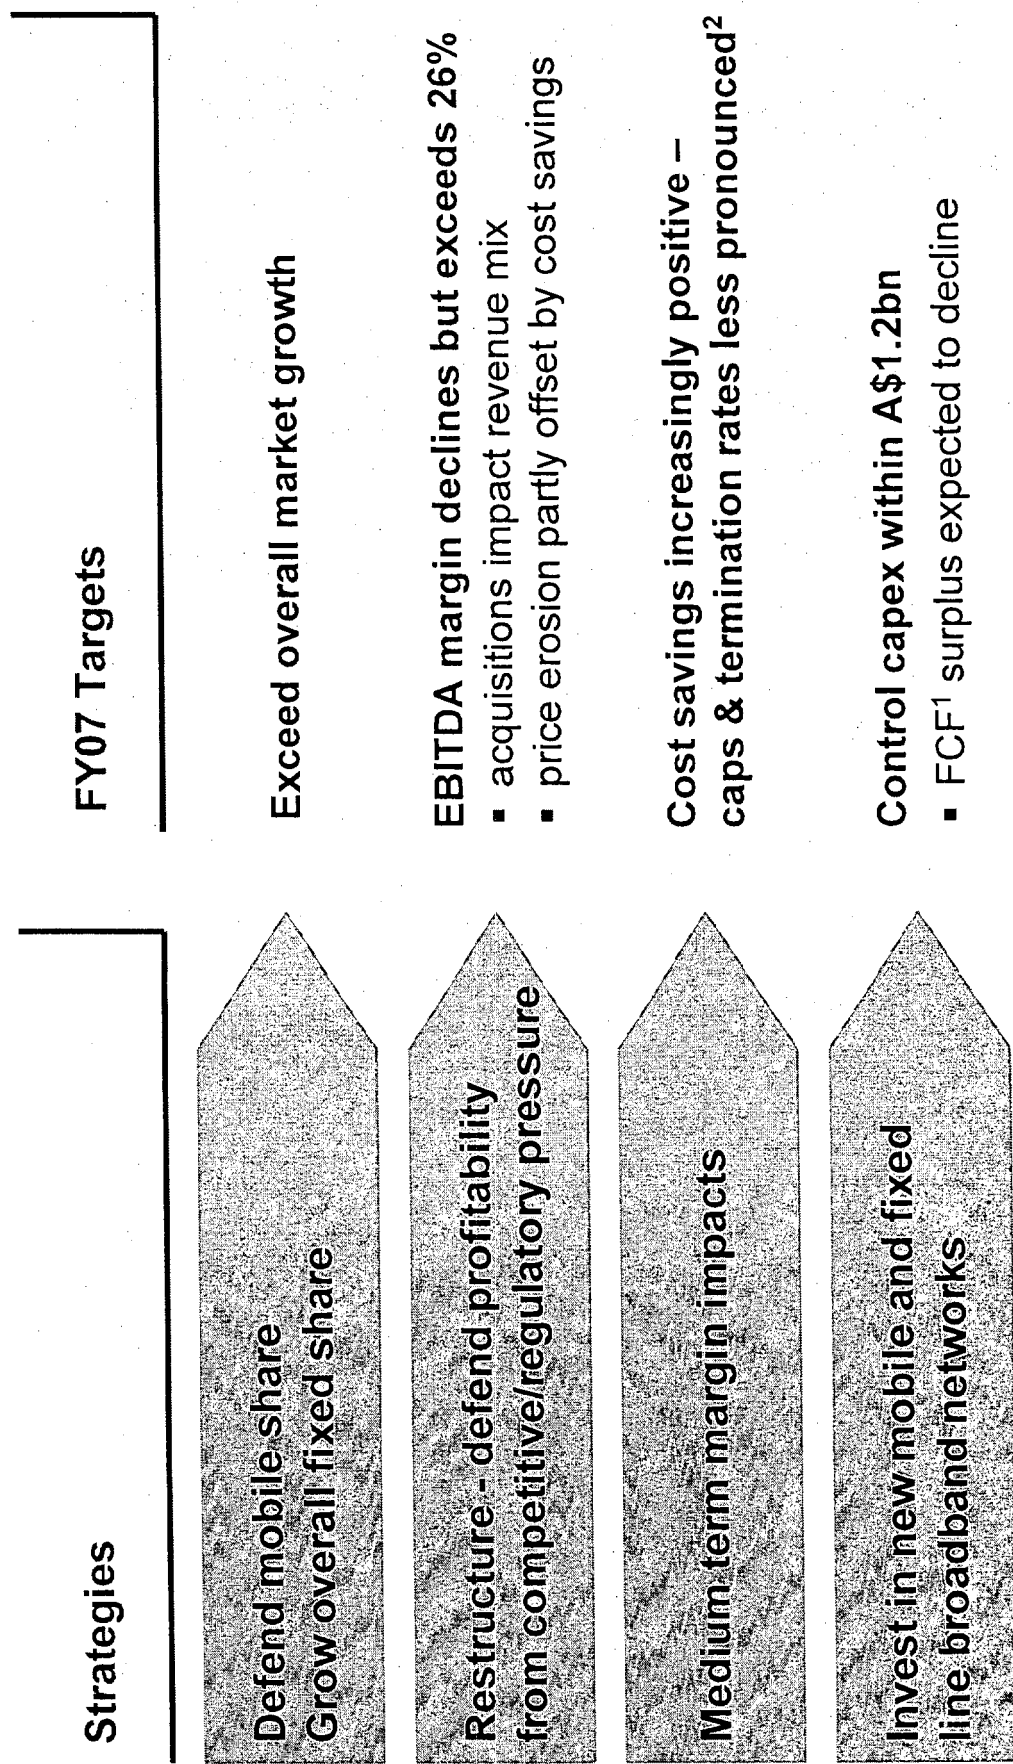 Strategies
FY07 Targets
Defend mobile share
Grow overall fixed share
Exceed overall market growth
Restructure - defend profitability
from competitive/regulatory pressure
EBITDA margin declines but exceeds 26%
▪ acquisitions impact revenue mix
▪ price erosion partly offset by cost savings
Medium term margin impacts
Cost savings increasingly positive –
caps & termination rates less pronounced²
Invest in new mobile and fixed
line broadband networks
Control capex within A$1.2bn
▪ FCF¹ surplus expected to decline